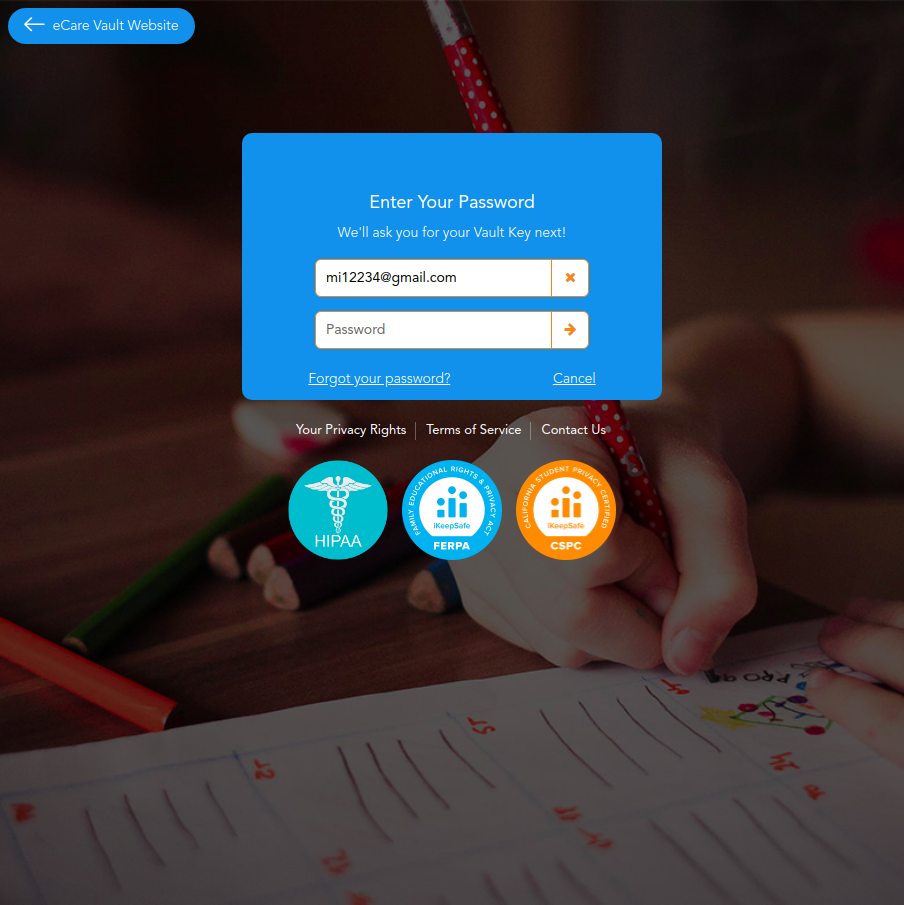 eCare Vault Website
Enter Your Password
We'll ask you for your Vault Key next!
mi12234@gmail.com
Password
Forgot your password? Cancel
Your Privacy Rights Terms of Service Contact Us
HIPAA
FAMILY EDUCATIONAL RIGHTS & PRIVACY ACT
iKeepSafe
FERPA
CALIFORNIA STUDENT PRIVACY CERTIFIED
iKeepSafe
CSPC